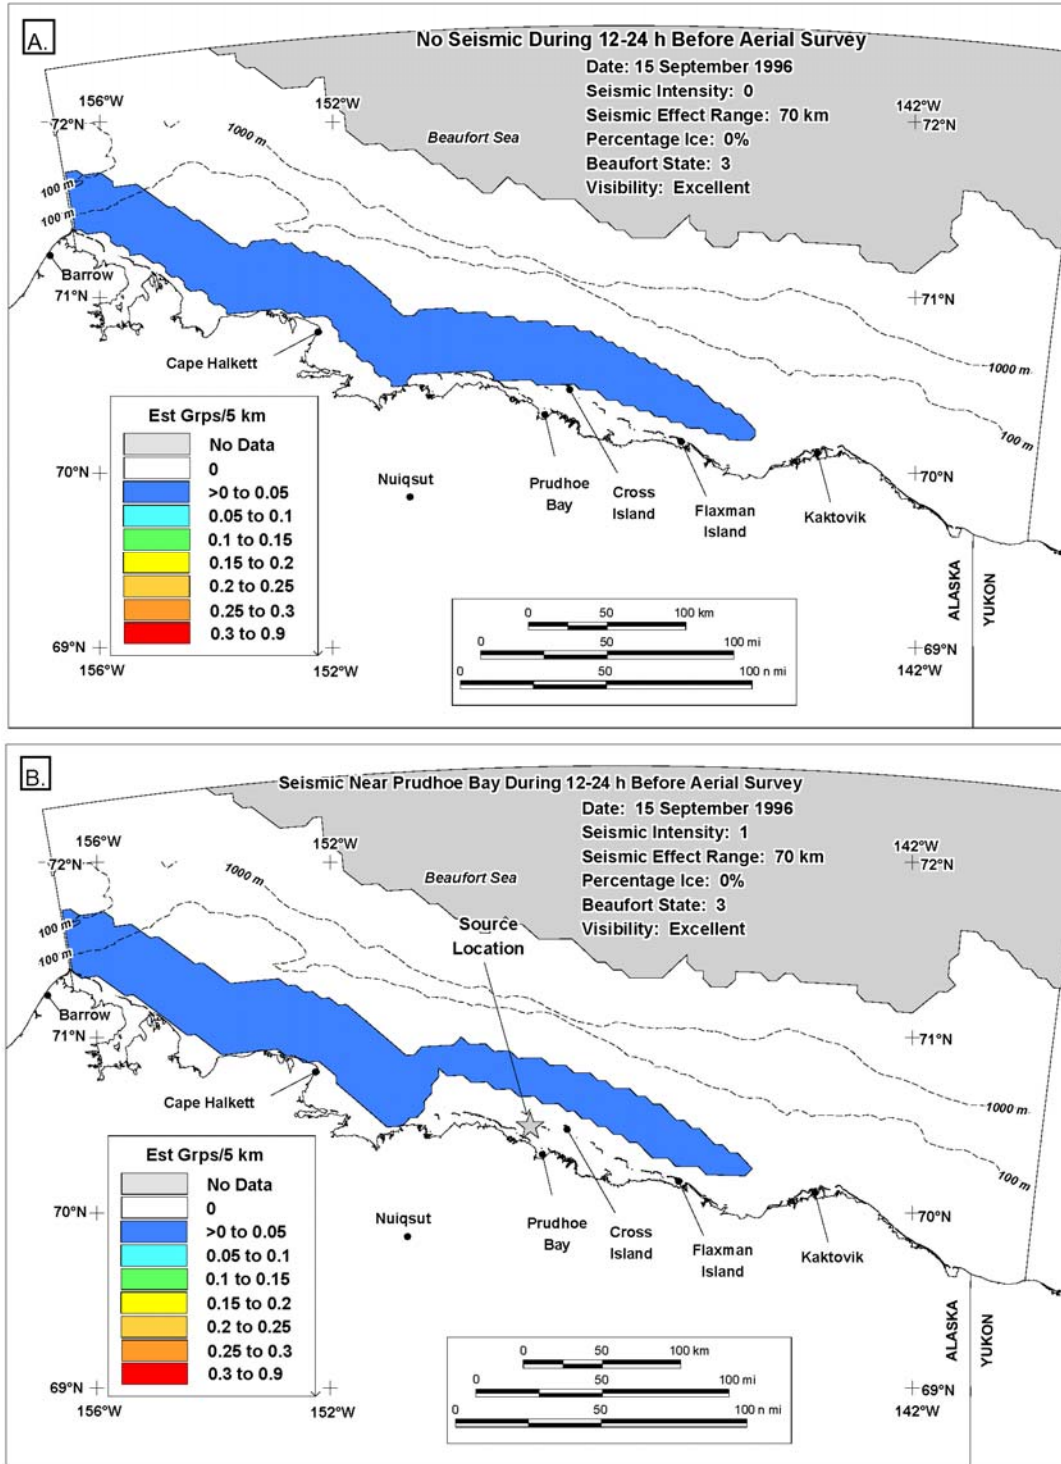 A.
No Seismic During 12-24 h Before Aerial Survey
Date: 15 September 1996
Seismic Intensity: 0
Seismic Effect Range: 70 km
Percentage Ice: 0%
Beaufort State: 3
Visibility: Excellent
156°W
152°W
142°W
72°N
72°N
1000 m
Beaufort Sea
100 m
100 m
Barrow
71°N
71°N
Cape Halkett
1000 m
100 m
Est Grps/5 km
No Data
0
>0 to 0.05
0.05 to 0.1
0.1 to 0.15
0.15 to 0.2
0.2 to 0.25
0.25 to 0.3
0.3 to 0.9
70°N
70°N
Nuiqsut
Prudhoe
Bay
Cross
Island
Flaxman
Island
Kaktovik
ALASKA
YUKON
0 50 100 km
0 50 100 mi
0 50 100 n mi
69°N
69°N
156°W
152°W
142°W
B.
Seismic Near Prudhoe Bay During 12-24 h Before Aerial Survey
Date: 15 September 1996
Seismic Intensity: 1
Seismic Effect Range: 70 km
Percentage Ice: 0%
Beaufort State: 3
Visibility: Excellent
156°W
152°W
142°W
72°N
72°N
1000 m
Beaufort Sea
Source
Location
100 m
100 m
Barrow
71°N
71°N
Cape Halkett
1000 m
100 m
Est Grps/5 km
No Data
0
>0 to 0.05
0.05 to 0.1
0.1 to 0.15
0.15 to 0.2
0.2 to 0.25
0.25 to 0.3
0.3 to 0.9
70°N
70°N
Nuiqsut
Prudhoe
Bay
Cross
Island
Flaxman
Island
Kaktovik
ALASKA
YUKON
0 50 100 km
0 50 100 mi
0 50 100 n mi
69°N
69°N
156°W
152°W
142°W